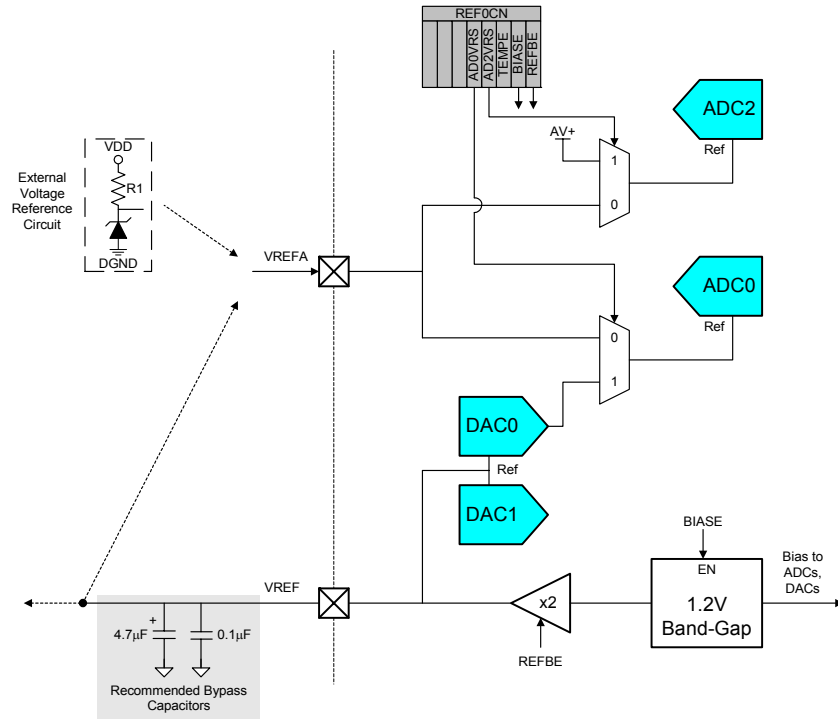 REF0CN
AD0VRS
AD2VRS
TEMPE
BIASE
REFBE
ADC2
Ref
AV+
1
0
VDD
R1
DGND
External
Voltage
Reference
Circuit
VREFA
ADC0
Ref
0
1
DAC0
Ref
DAC1
BIASE
EN
1.2V
Band-Gap
Bias to
ADCs,
DACs
x2
REFBE
VREF
+
4.7μF
0.1μF
Recommended Bypass
Capacitors